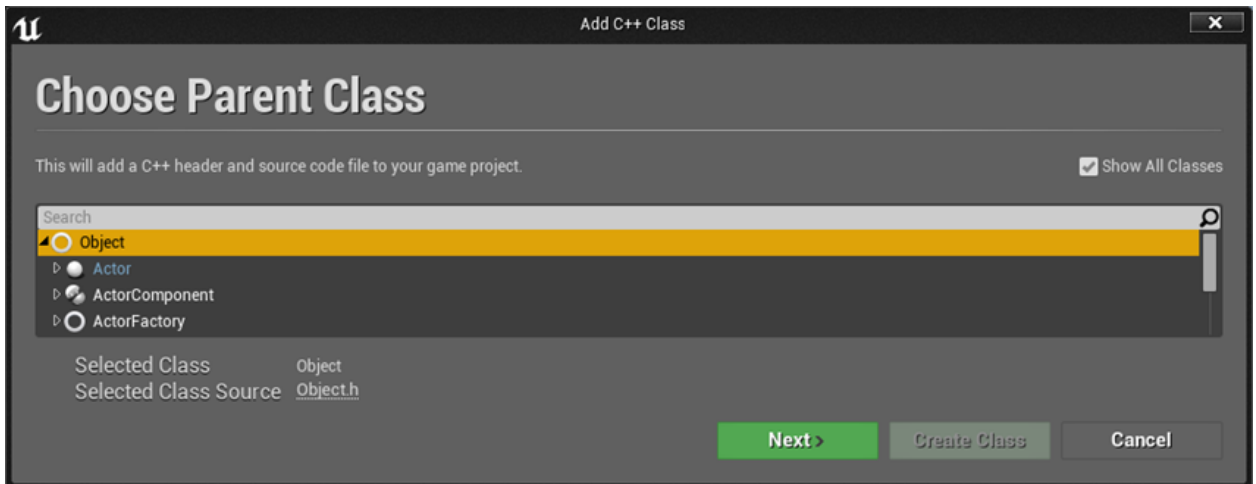 Add C++ Class
Choose Parent Class
This will add a C++ header and source code file to your game project.
Show All Classes
Search
Object
Actor
ActorComponent
ActorFactory
Selected Class Object
Selected Class Source Object.h
Next> Create Class Cancel